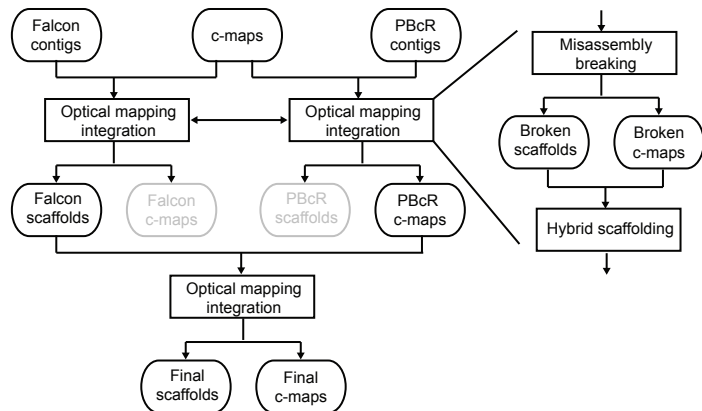 Falcon
contigs
c-maps
PBcR
contigs
Optical mapping
integration
Optical mapping
integration
Falcon
scaffolds
Falcon
c-maps
PBcR
scaffolds
PBcR
c-maps
Optical mapping
integration
Final
scaffolds
Final
c-maps
Misassembly
breaking
Broken
scaffolds
Broken
c-maps
Hybrid scaffolding